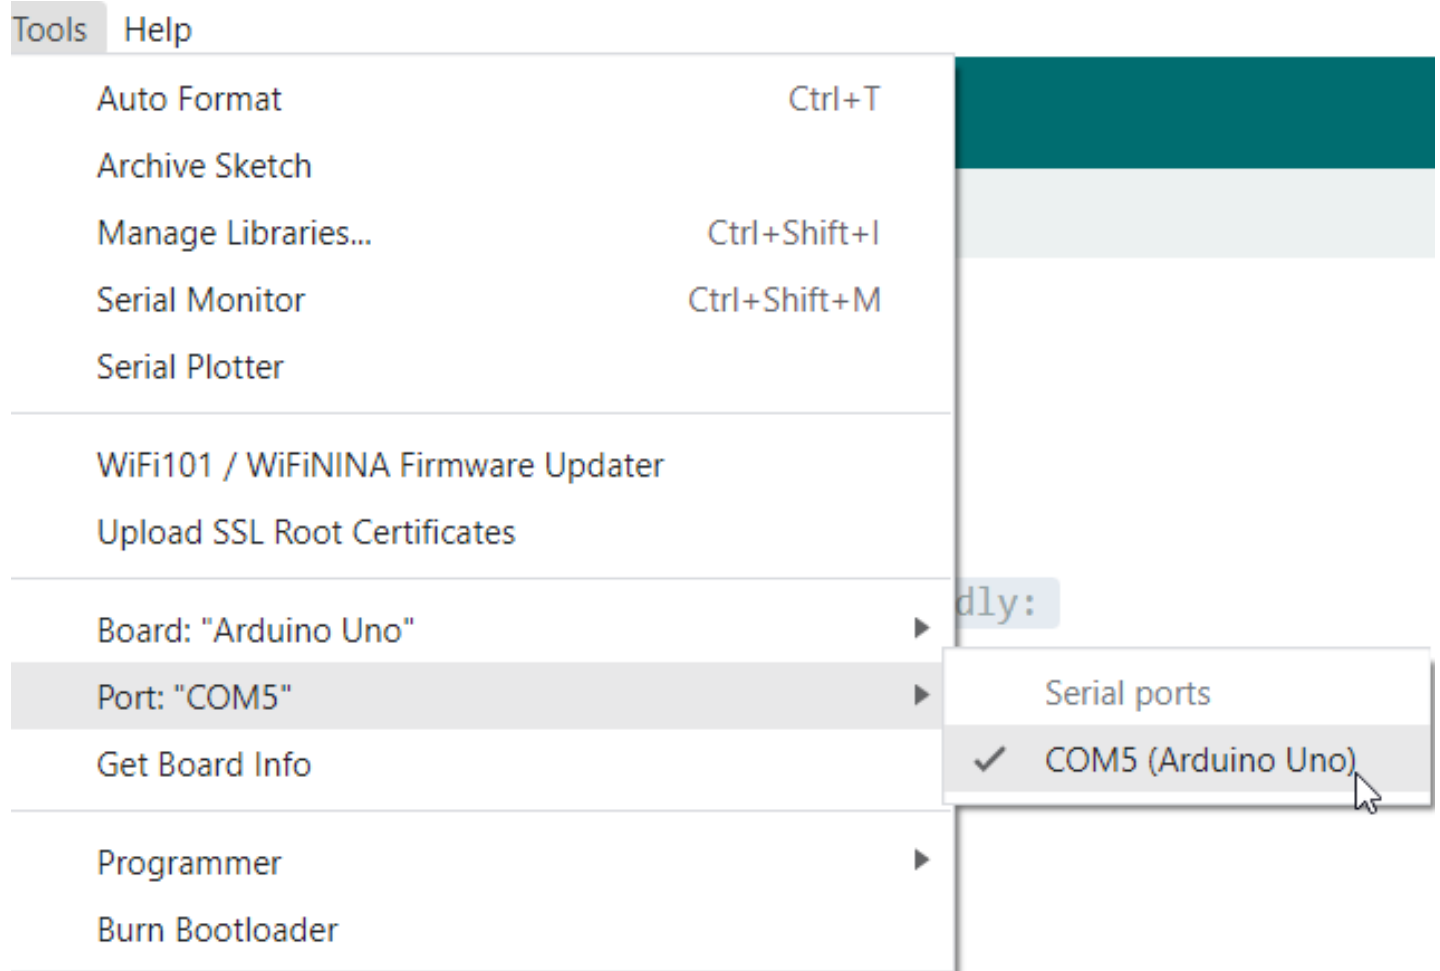 Tools Help
Auto Format Ctrl+T
Archive Sketch
Manage Libraries... Ctrl+Shift+I
Serial Monitor Ctrl+Shift+M
Serial Plotter
WiFi101 / WiFiNINA Firmware Updater
Upload SSL Root Certificates
dly:
Board: "Arduino Uno"
Port: "COM5"
Serial ports
COM5 (Arduino Uno)
Get Board Info
Programmer
Burn Bootloader